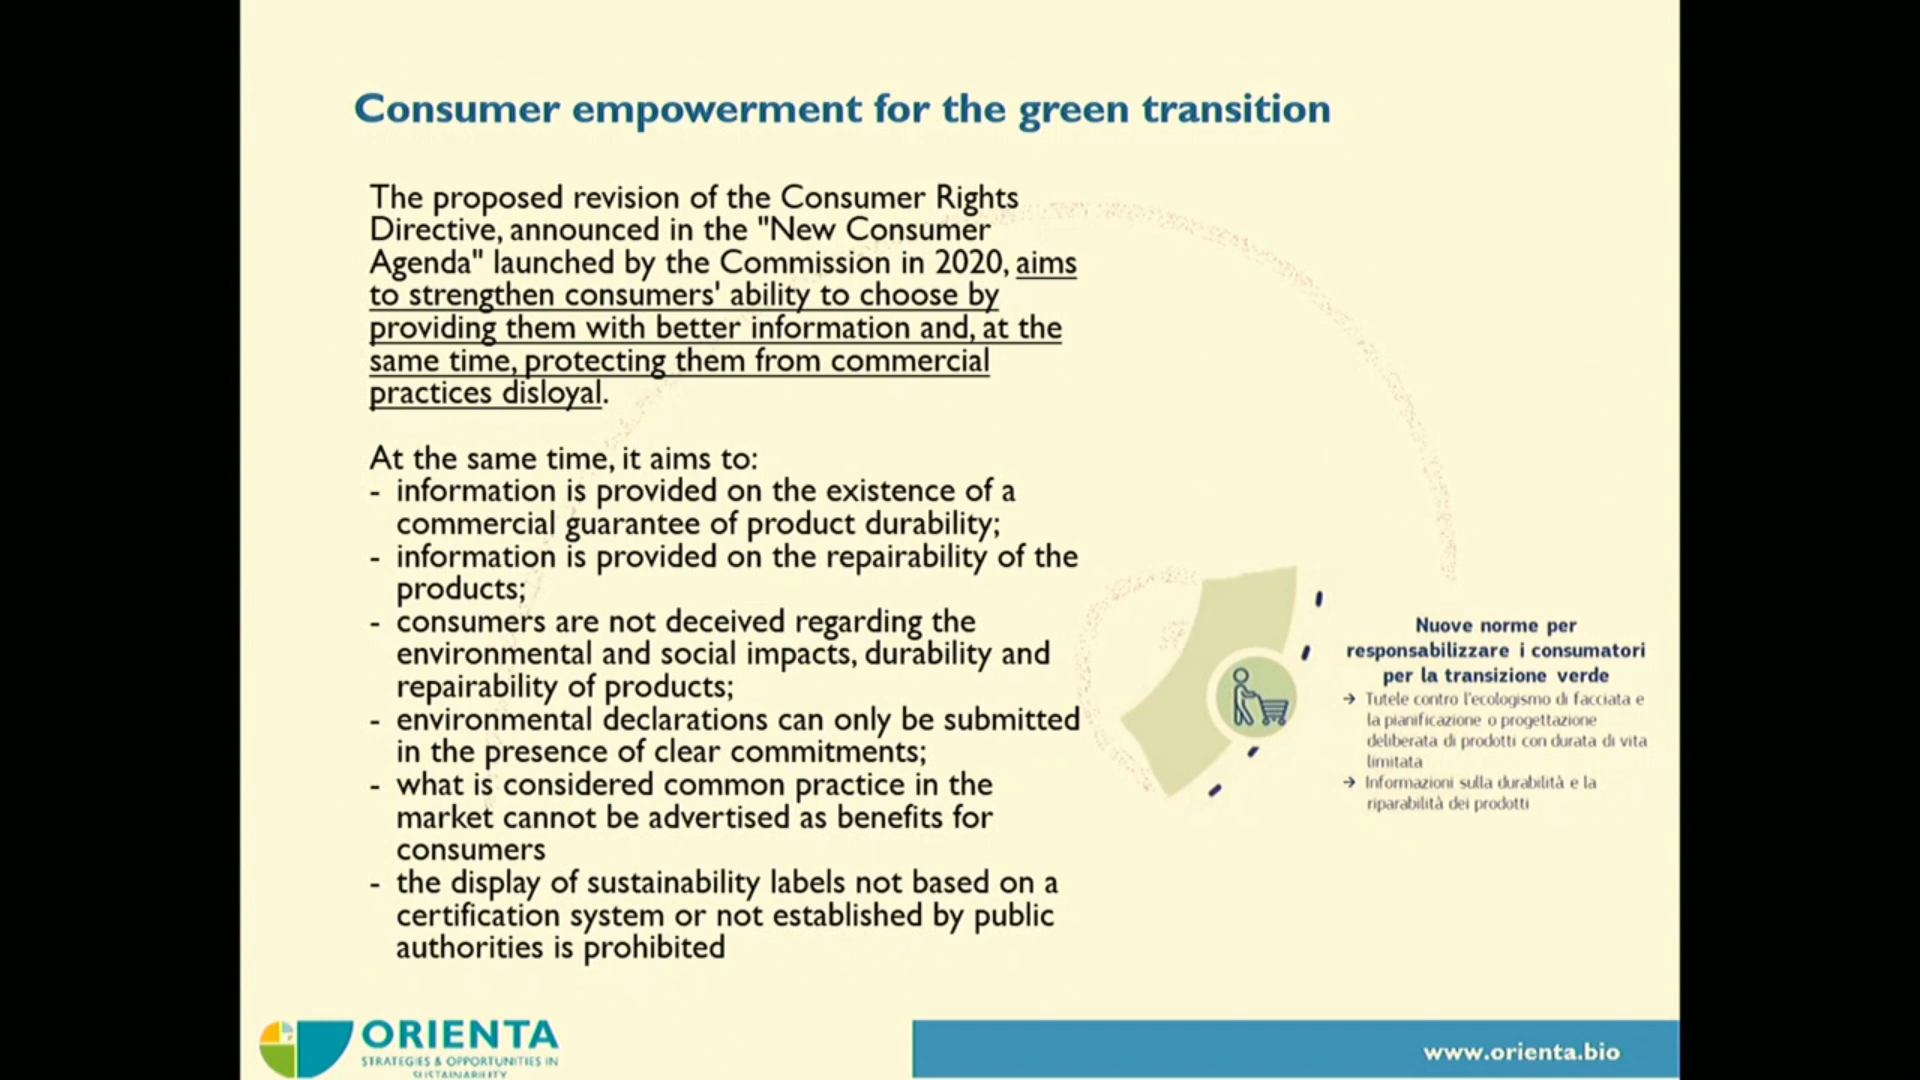 Consumer empowerment for the green transition
The proposed revision of the Consumer Rights
Directive, announced in the "New Consumer
Agenda" launched by the Commission in 2020, aims
to strengthen consumers' ability to choose by
providing them with better information and, at the
same time, protecting them from commercial
practices disloyal.
At the same time, it aims to:
- information is provided on the existence of a
commercial guarantee of product durability;
- information is provided on the repairability of the
products;
- consumers are not deceived regarding the
environmental and social impacts, durability and
repairability of products;
- environmental declarations can only be submitted
in the presence of clear commitments;
- what is considered common practice in the
market cannot be advertised as benefits for
consumers
- the display of sustainability labels not based on a
certification system or not established by public
authorities is prohibited
Nuove norme per
responsabilizzare i consumatori
per la transizione verde
→ Tutele contro l'ecologismo di facciata e
la pianificazione o progettazione
deliberata di prodotti con durata di vita
limitata
→ Informazioni sulla durabilità e la
riparabilità dei prodotti
ORIENTA
STRATEGIES & OPPORTUNITIES IN
SUSTAINABILITY
www.orienta.bio